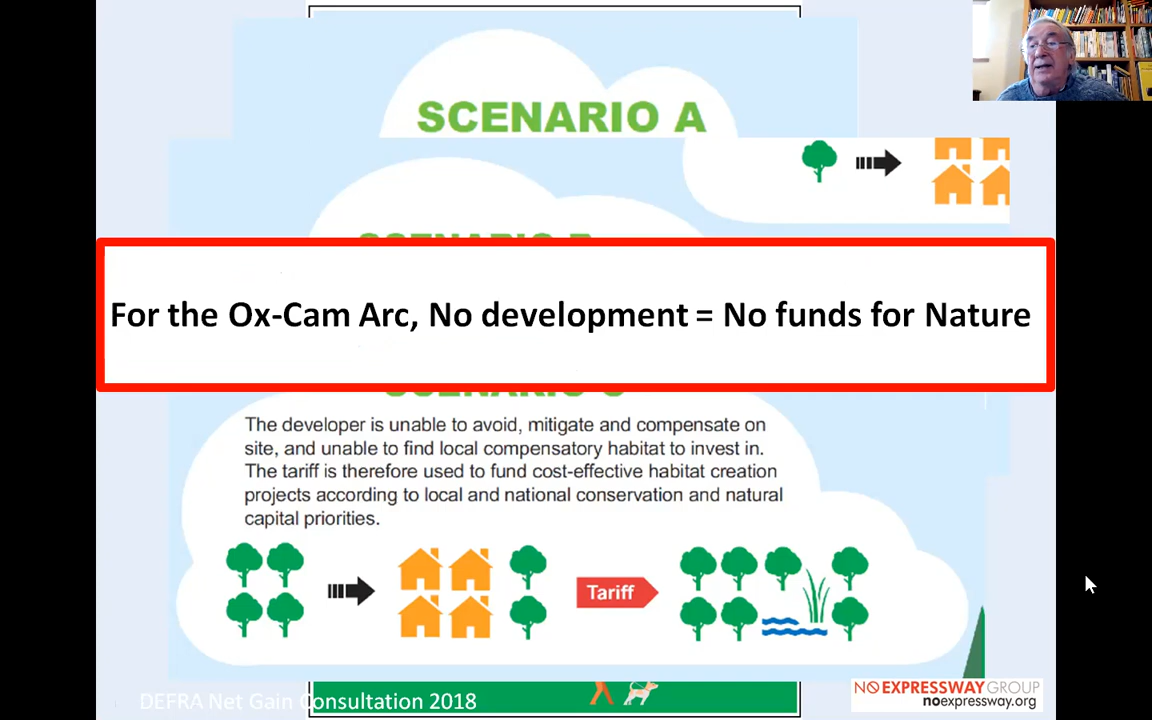 SCENARIO A
For the Ox-Cam Arc, No development = No funds for Nature
The developer is unable to avoid, mitigate and compensate on
site, and unable to find local compensatory habitat to invest in.
The tariff is therefore used to fund cost-effective habitat creation
projects according to local and national conservation and natural
capital priorities.
Tariff
DEFRA Net Gain Consultation 2018
NO EXPRESSWAY GROUP
noexpressway.org